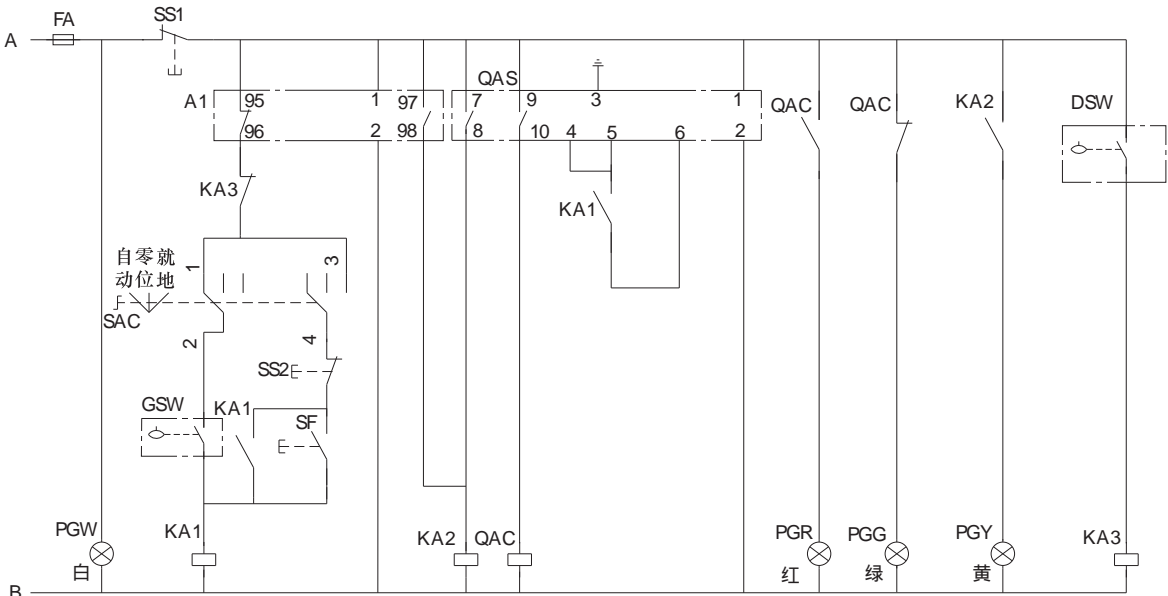 FA
SS1
A
A1
95
1
97
QAS
7
9
3
1
96
2
98
8
10
4
5
6
2
QAC
QAC
KA2
DSW
KA3
KA1
自零就
动位地
1
3
SAC
2
4
SS2
GSW
KA1
SF
PGW
白
KA1
KA2
QAC
PGR
红
PGG
绿
PGY
黄
KA3
B